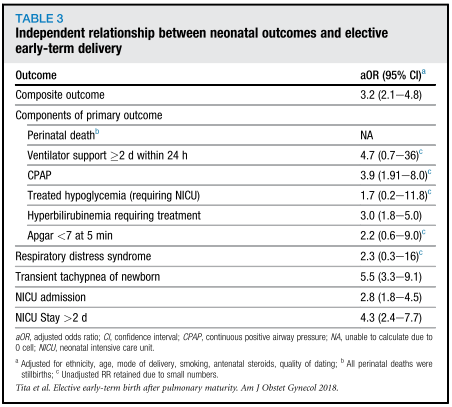 TABLE 3
Independent relationship between neonatal outcomes and elective
early-term delivery
Outcome aOR (95% CI)a
Composite outcome 3.2 (2.1–4.8)
Components of primary outcome
Perinatal deathb NA
Ventilator support ≥2 d within 24 h 4.7 (0.7–36)c
CPAP 3.9 (1.91–8.0)c
Treated hypoglycemia (requiring NICU) 1.7 (0.2–11.8)c
Hyperbilirubinemia requiring treatment 3.0 (1.8–5.0)
Apgar <7 at 5 min 2.2 (0.6–9.0)c
Respiratory distress syndrome 2.3 (0.3–16)c
Transient tachypnea of newborn 5.5 (3.3–9.1)
NICU admission 2.8 (1.8–4.5)
NICU Stay >2 d 4.3 (2.4–7.7)
aOR, adjusted odds ratio; CI, confidence interval; CPAP, continuous positive airway pressure; NA, unable to calculate due to
0 cell; NICU, neonatal intensive care unit.
a Adjusted for ethnicity, age, mode of delivery, smoking, antenatal steroids, quality of dating; b All perinatal deaths were
stillbirths; c Unadjusted RR retained due to small numbers.
Tita et al. Elective early-term birth after pulmonary maturity. Am J Obstet Gynecol 2018.